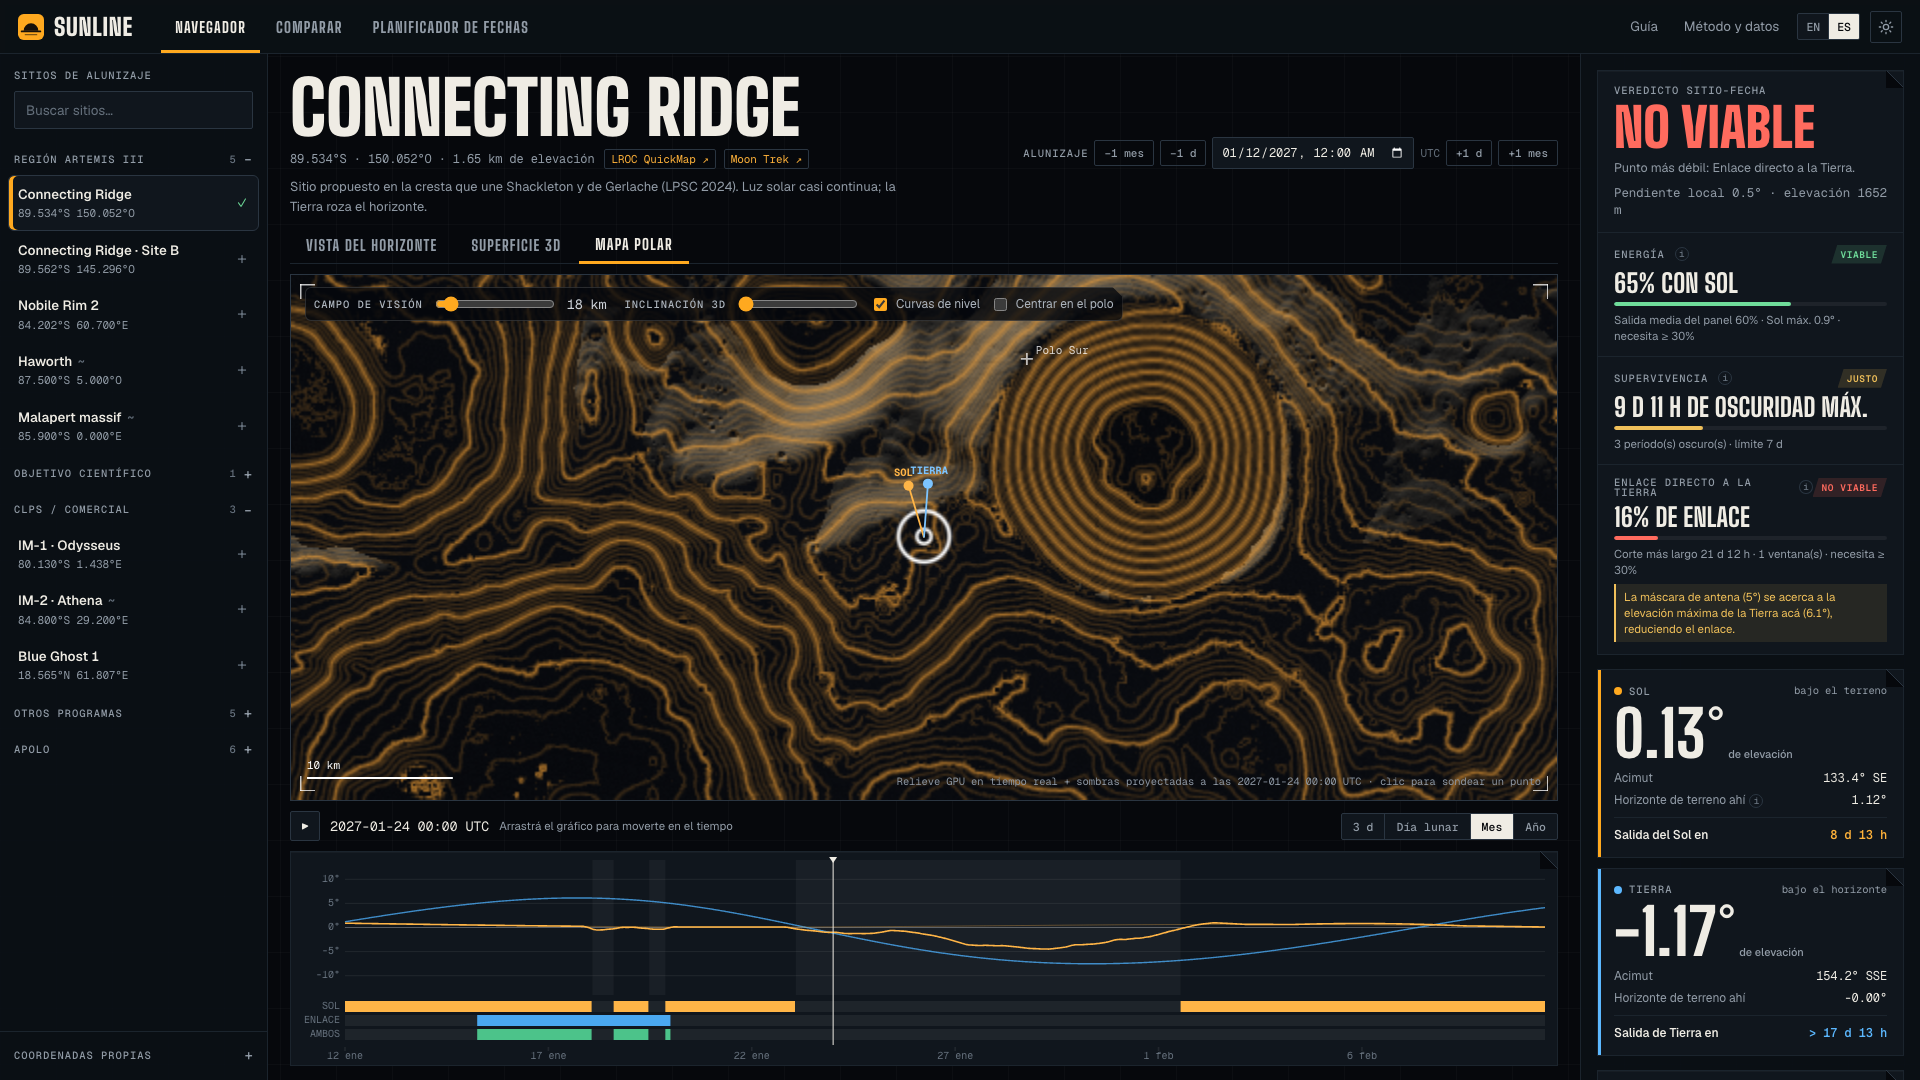 SUNLINE
NAVEGADOR
COMPARAR
PLANIFICADOR DE FECHAS
Guía
Método y datos
EN
ES
SITIOS DE ALUNIZAJE
Buscar sitios…
REGIÓN ARTEMIS III 5 −
Connecting Ridge
89.534°S 150.052°O
✓
Connecting Ridge · Site B
89.562°S 145.296°O
+
Nobile Rim 2
84.202°S 60.700°E
+
Haworth ~
87.500°S 5.000°O
+
Malapert massif ~
85.900°S 0.000°E
+
OBJETIVO CIENTÍFICO 1 +
CLPS / COMERCIAL 3 −
IM-1 · Odysseus
80.130°S 1.438°E
+
IM-2 · Athena ~
84.800°S 29.200°E
+
Blue Ghost 1
18.565°N 61.807°E
+
OTROS PROGRAMAS 5 +
APOLO 6 +
COORDENADAS PROPIAS +
CONNECTING RIDGE
89.534°S · 150.052°O · 1.65 km de elevación
LROC QuickMap ↗
Moon Trek ↗
Sitio propuesto en la cresta que une Shackleton y de Gerlache (LPSC 2024). Luz solar casi continua; la
Tierra roza el horizonte.
ALUNIZAJE
−1 mes
−1 d
01/12/2027, 12:00 AM
UTC
+1 d
+1 mes
VISTA DEL HORIZONTE
SUPERFICIE 3D
MAPA POLAR
CAMPO DE VISIÓN
18 km
INCLINACIÓN 3D
Curvas de nivel
Centrar en el polo
Polo Sur
SOL
TIERRA
10 km
Relieve GPU en tiempo real + sombras proyectadas a las 2027-01-24 00:00 UTC · clic para sondear un punto
2027-01-24 00:00 UTC
Arrastrá el gráfico para moverte en el tiempo
3 d
Día lunar
Mes
Año
10°
5°
0°
-5°
-10°
SOL
ENLACE
AMBOS
12 ene
17 ene
22 ene
27 ene
1 feb
6 feb
VEREDICTO SITIO-FECHA
NO VIABLE
Punto más débil: Enlace directo a la Tierra.
Pendiente local 0.5° · elevación 1652
m
ENERGÍA i
VIABLE
65% CON SOL
Salida media del panel 60% · Sol máx. 0.9° ·
necesita ≥ 30%
SUPERVIVENCIA i
JUSTO
9 D 11 H DE OSCURIDAD MÁX.
3 período(s) oscuro(s) · límite 7 d
ENLACE DIRECTO A LA
TIERRA
i
NO VIABLE
16% DE ENLACE
Corte más largo 21 d 12 h · 1 ventana(s) · necesita ≥
30%
La máscara de antena (5°) se acerca a la
elevación máxima de la Tierra acá (6.1°),
reduciendo el enlace.
SOL
bajo el terreno
0.13°
de elevación
Acimut 133.4° SE
Horizonte de terreno ahí i 1.12°
Salida del Sol en 8 d 13 h
TIERRA
bajo el horizonte
−1.17°
de elevación
Acimut 154.2° SSE
Horizonte de terreno ahí -0.00°
Salida de Tierra en > 17 d 13 h